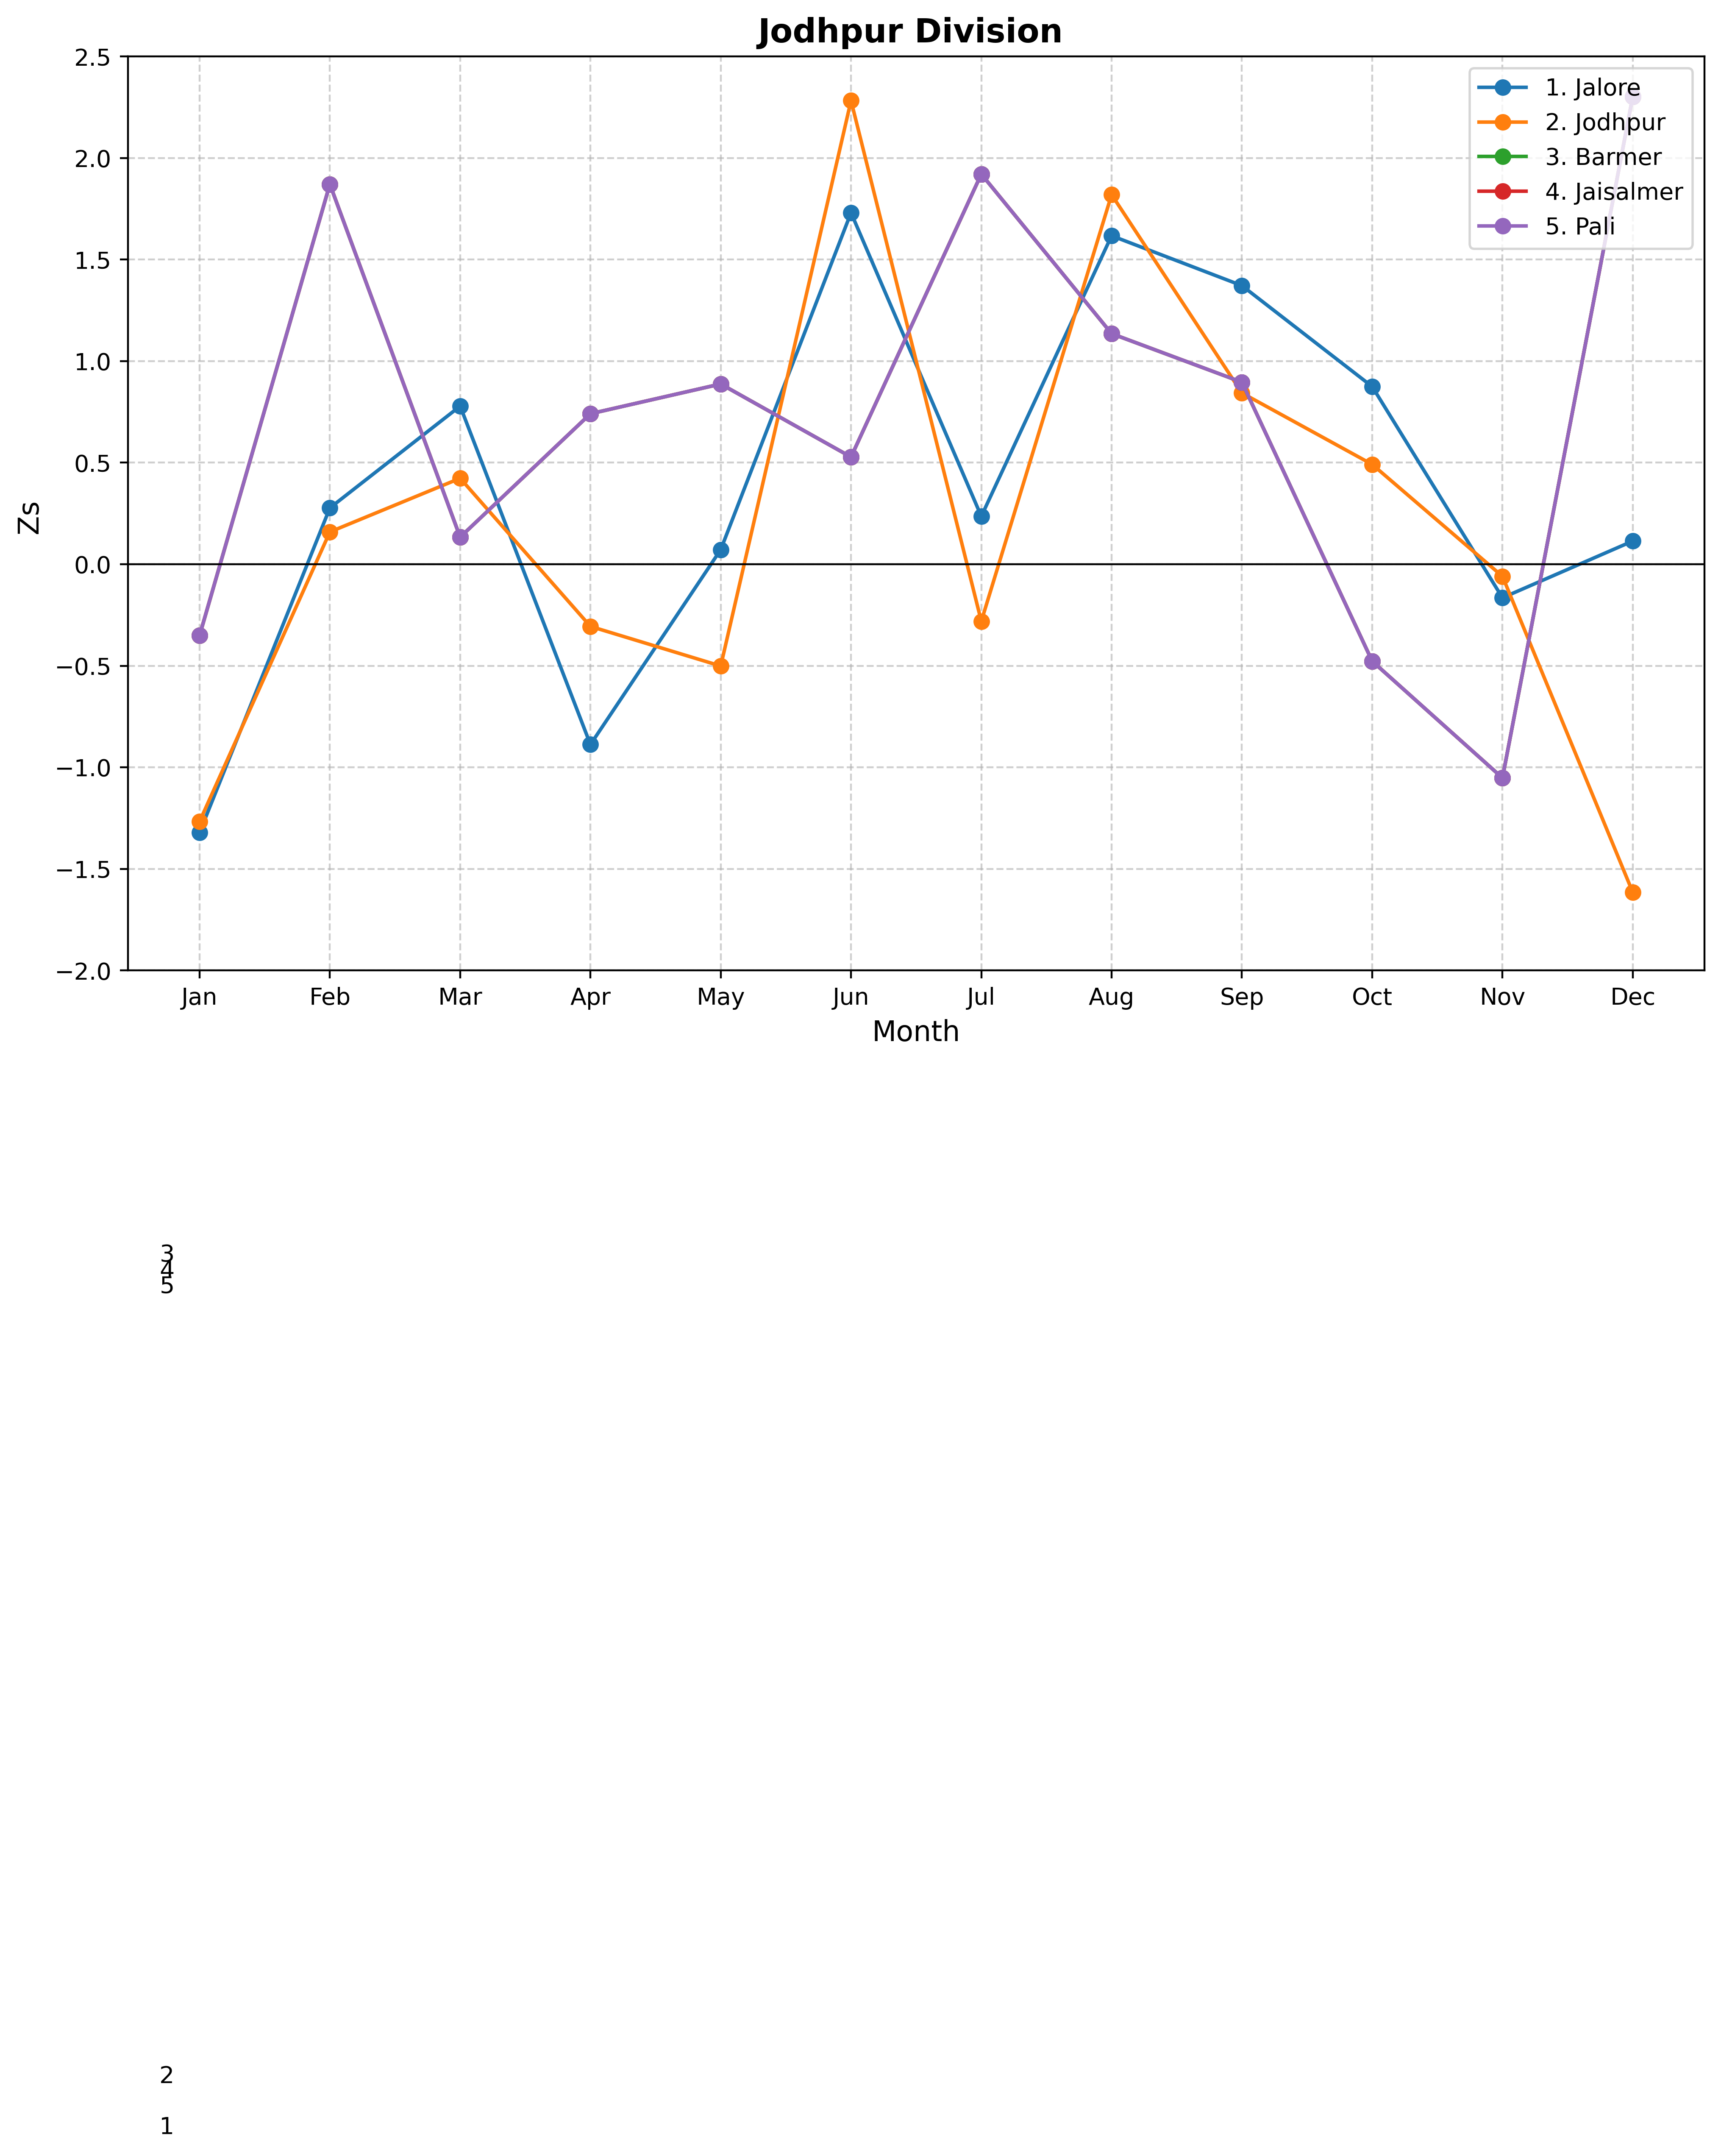 Jodhpur Division
1. Jalore
2. Jodhpur
3. Barmer
4. Jaisalmer
5. Pali
2.5
2.0
1.5
1.0
0.5
0.0
−0.5
−1.0
−1.5
−2.0
Zs
Jan Feb Mar Apr May Jun Jul Aug Sep Oct Nov Dec
Month
3
4
5
2
1